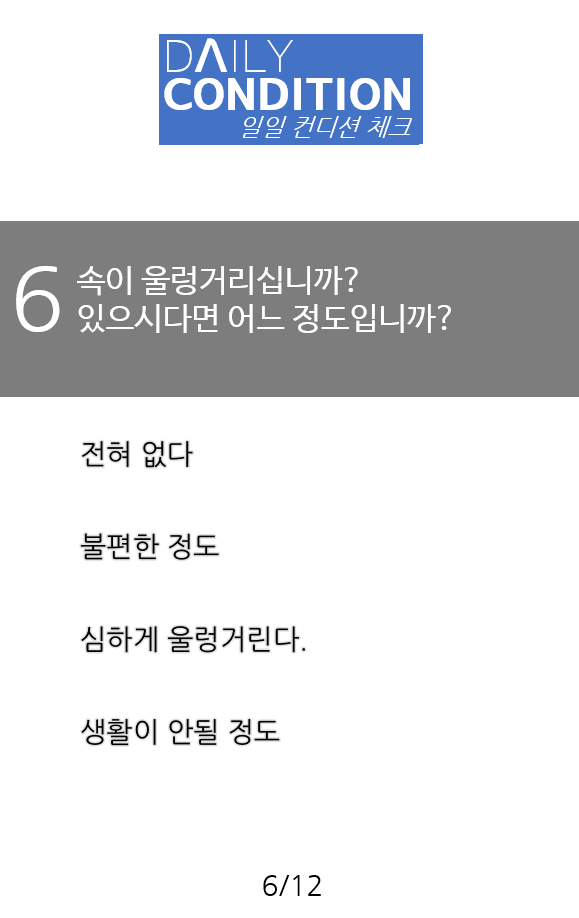 DAILY
CONDITION
일일 컨디션 체크
6 속이 울렁거리십니까?
있으시다면 어느 정도입니까?
전혀 없다
불편한 정도
심하게 울렁거린다.
생활이 안될 정도
6/12